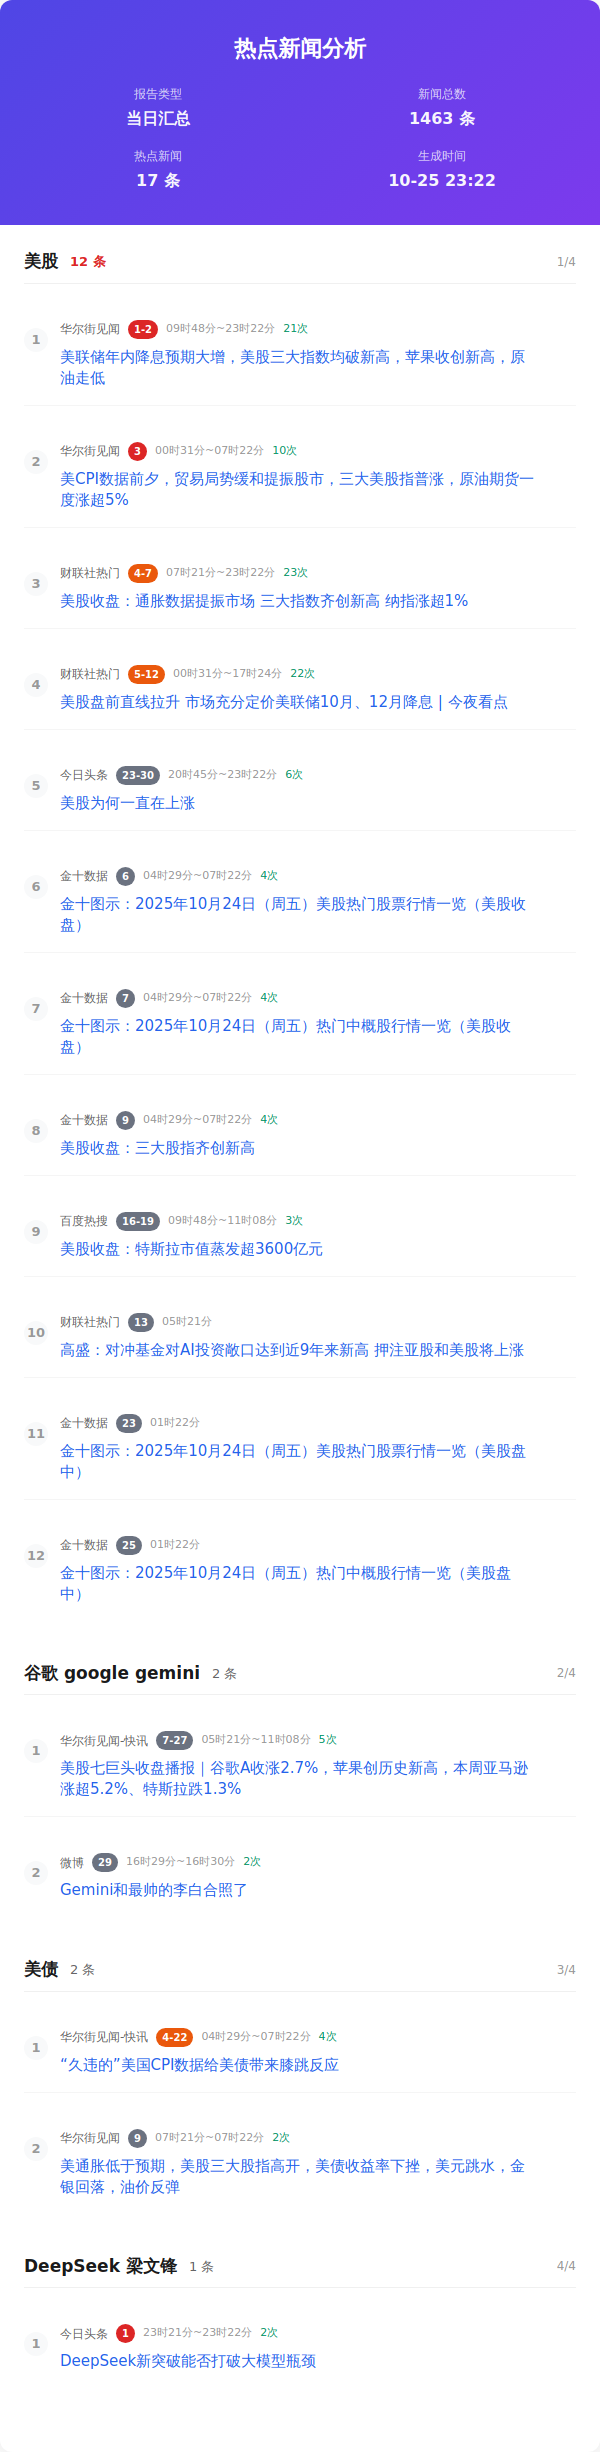 热点新闻分析
报告类型
当日汇总
新闻总数
1463 条
热点新闻
17 条
生成时间
10-25 23:22
美股 12 条 1/4
1
华尔街见闻 1-2 09时48分~23时22分 21次
美联储年内降息预期大增，美股三大指数均破新高，苹果收创新高，原
油走低
2
华尔街见闻 3 00时31分~07时22分 10次
美CPI数据前夕，贸易局势缓和提振股市，三大美股指普涨，原油期货一
度涨超5%
3
财联社热门 4-7 07时21分~23时22分 23次
美股收盘：通胀数据提振市场 三大指数齐创新高 纳指涨超1%
4
财联社热门 5-12 00时31分~17时24分 22次
美股盘前直线拉升 市场充分定价美联储10月、12月降息 | 今夜看点
5
今日头条 23-30 20时45分~23时22分 6次
美股为何一直在上涨
6
金十数据 6 04时29分~07时22分 4次
金十图示：2025年10月24日（周五）美股热门股票行情一览（美股收
盘）
7
金十数据 7 04时29分~07时22分 4次
金十图示：2025年10月24日（周五）热门中概股行情一览（美股收
盘）
8
金十数据 9 04时29分~07时22分 4次
美股收盘：三大股指齐创新高
9
百度热搜 16-19 09时48分~11时08分 3次
美股收盘：特斯拉市值蒸发超3600亿元
10
财联社热门 13 05时21分
高盛：对冲基金对AI投资敞口达到近9年来新高 押注亚股和美股将上涨
11
金十数据 23 01时22分
金十图示：2025年10月24日（周五）美股热门股票行情一览（美股盘
中）
12
金十数据 25 01时22分
金十图示：2025年10月24日（周五）热门中概股行情一览（美股盘
中）
谷歌 google gemini 2 条 2/4
1
华尔街见闻-快讯 7-27 05时21分~11时08分 5次
美股七巨头收盘播报｜谷歌A收涨2.7%，苹果创历史新高，本周亚马逊
涨超5.2%、特斯拉跌1.3%
2
微博 29 16时29分~16时30分 2次
Gemini和最帅的李白合照了
美债 2 条 3/4
1
华尔街见闻-快讯 4-22 04时29分~07时22分 4次
“久违的”美国CPI数据给美债带来膝跳反应
2
华尔街见闻 9 07时21分~07时22分 2次
美通胀低于预期，美股三大股指高开，美债收益率下挫，美元跳水，金
银回落，油价反弹
DeepSeek 梁文锋 1 条 4/4
1
今日头条 1 23时21分~23时22分 2次
DeepSeek新突破能否打破大模型瓶颈